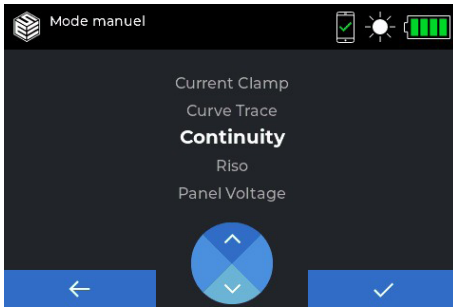 Mode manuel
Current Clamp
Curve Trace
Continuity
Riso
Panel Voltage